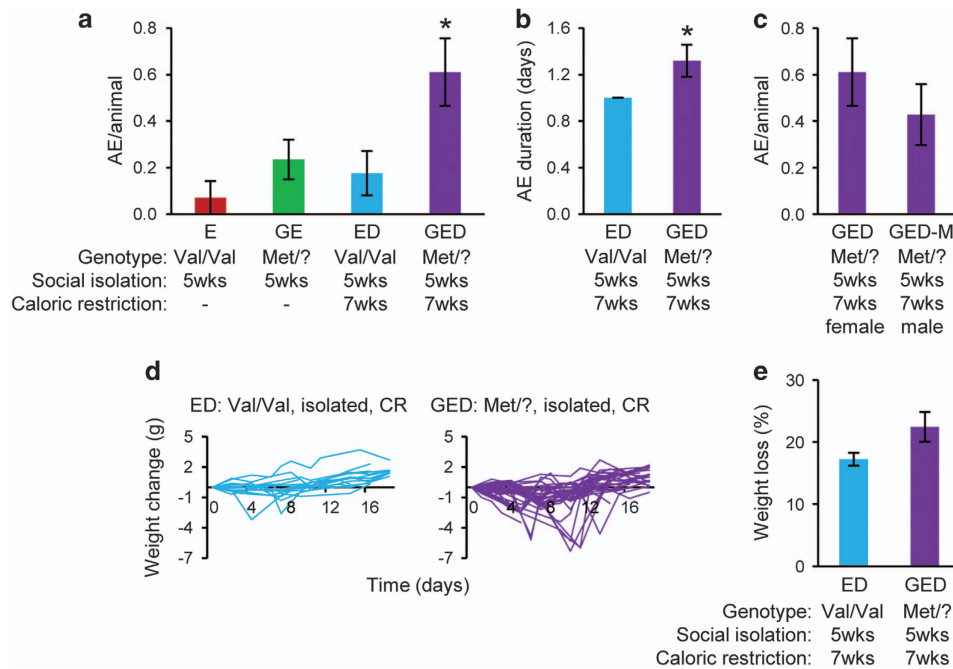 a
AE/animal
0.8
0.6
0.4
0.2
0.0
*
E GE ED GED
Genotype: Val/Val Met/? Val/Val Met/?
Social isolation: 5wks 5wks 5wks 5wks
Caloric restriction: - - 7wks 7wks
b
AE duration (days)
1.6
1.2
0.8
0.4
0.0
*
ED GED
Val/Val Met/?
5wks 5wks
7wks 7wks
c
AE/animal
0.8
0.6
0.4
0.2
0.0
GED GED-M
Met/? Met/?
5wks 5wks
7wks 7wks
female male
d
ED: Val/Val, isolated, CR
GED: Met/?, isolated, CR
Weight change (g)
5
2
-1
-4
-7
0 4 8 12 16
5
2
-1
-4
-7
0 4 8 12 16
Time (days)
e
Weight loss (%)
30
20
10
0
ED GED
Genotype: Val/Val Met/?
Social isolation: 5wks 5wks
Caloric restriction: 7wks 7wks